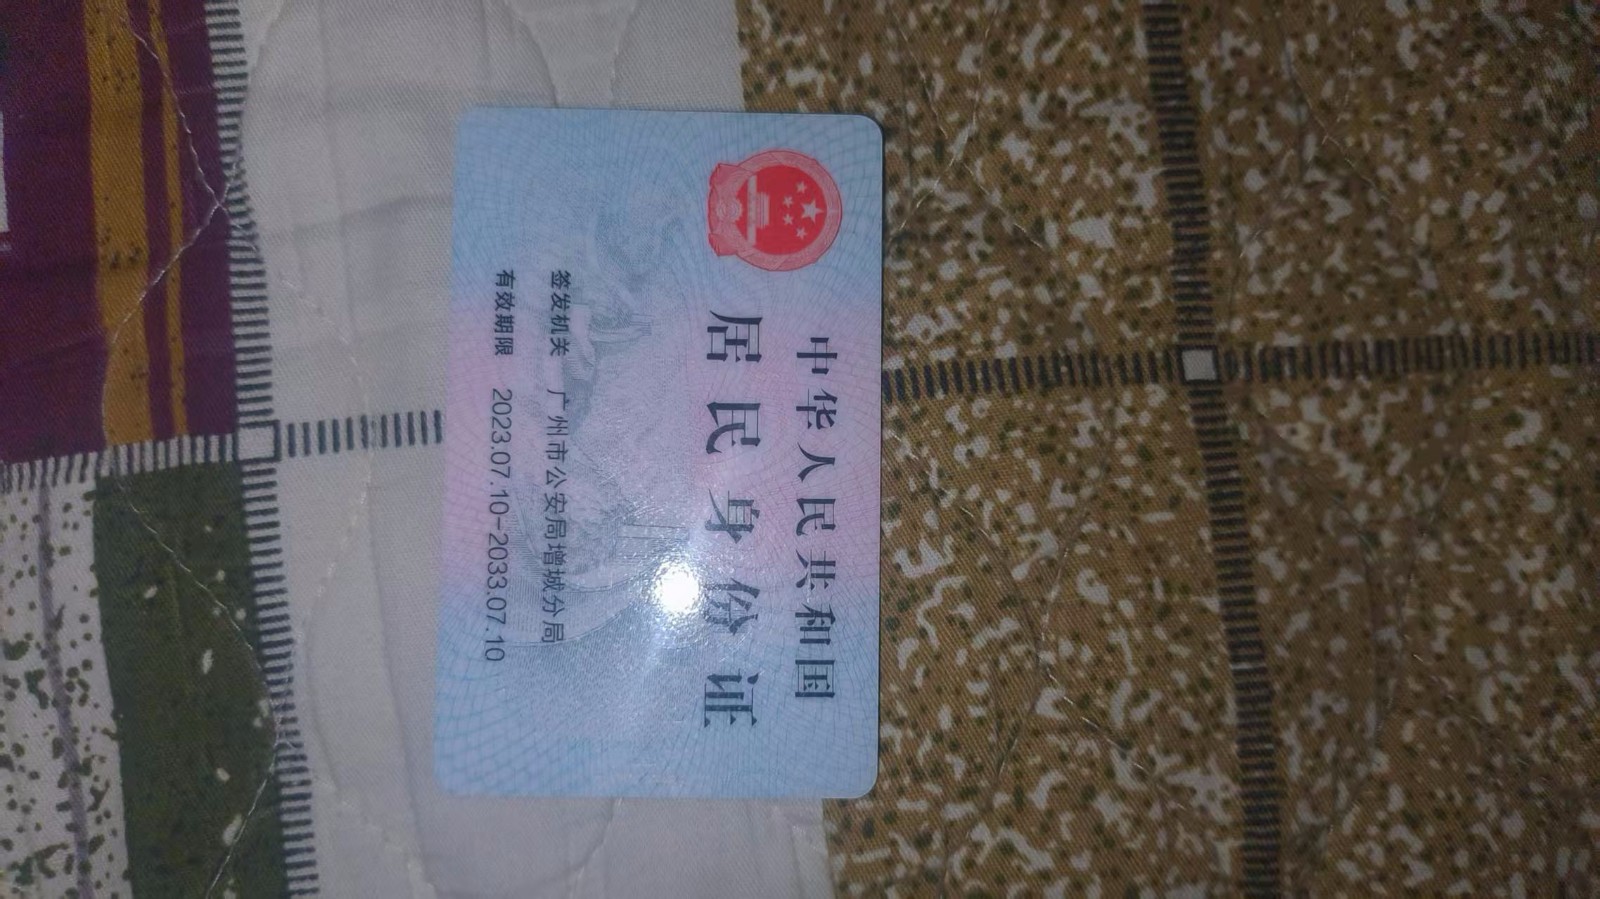 中华人民共和国
居民身份证
签发机关 广州市公安局增城分局
有效期限 2023.07.10-2033.07.10